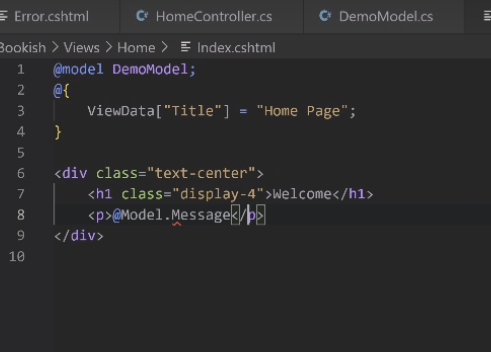 Error.cshtml
C# HomeController.cs
C# DemoModel.cs
Bookish > Views > Home > Index.cshtml
1 @model DemoModel;
2 @{
3 ViewData["Title"] = "Home Page";
4 }
5
6 <div class="text-center">
7 <h1 class="display-4">Welcome</h1>
8 <p>@Model.Message</p>
9 </div>
10